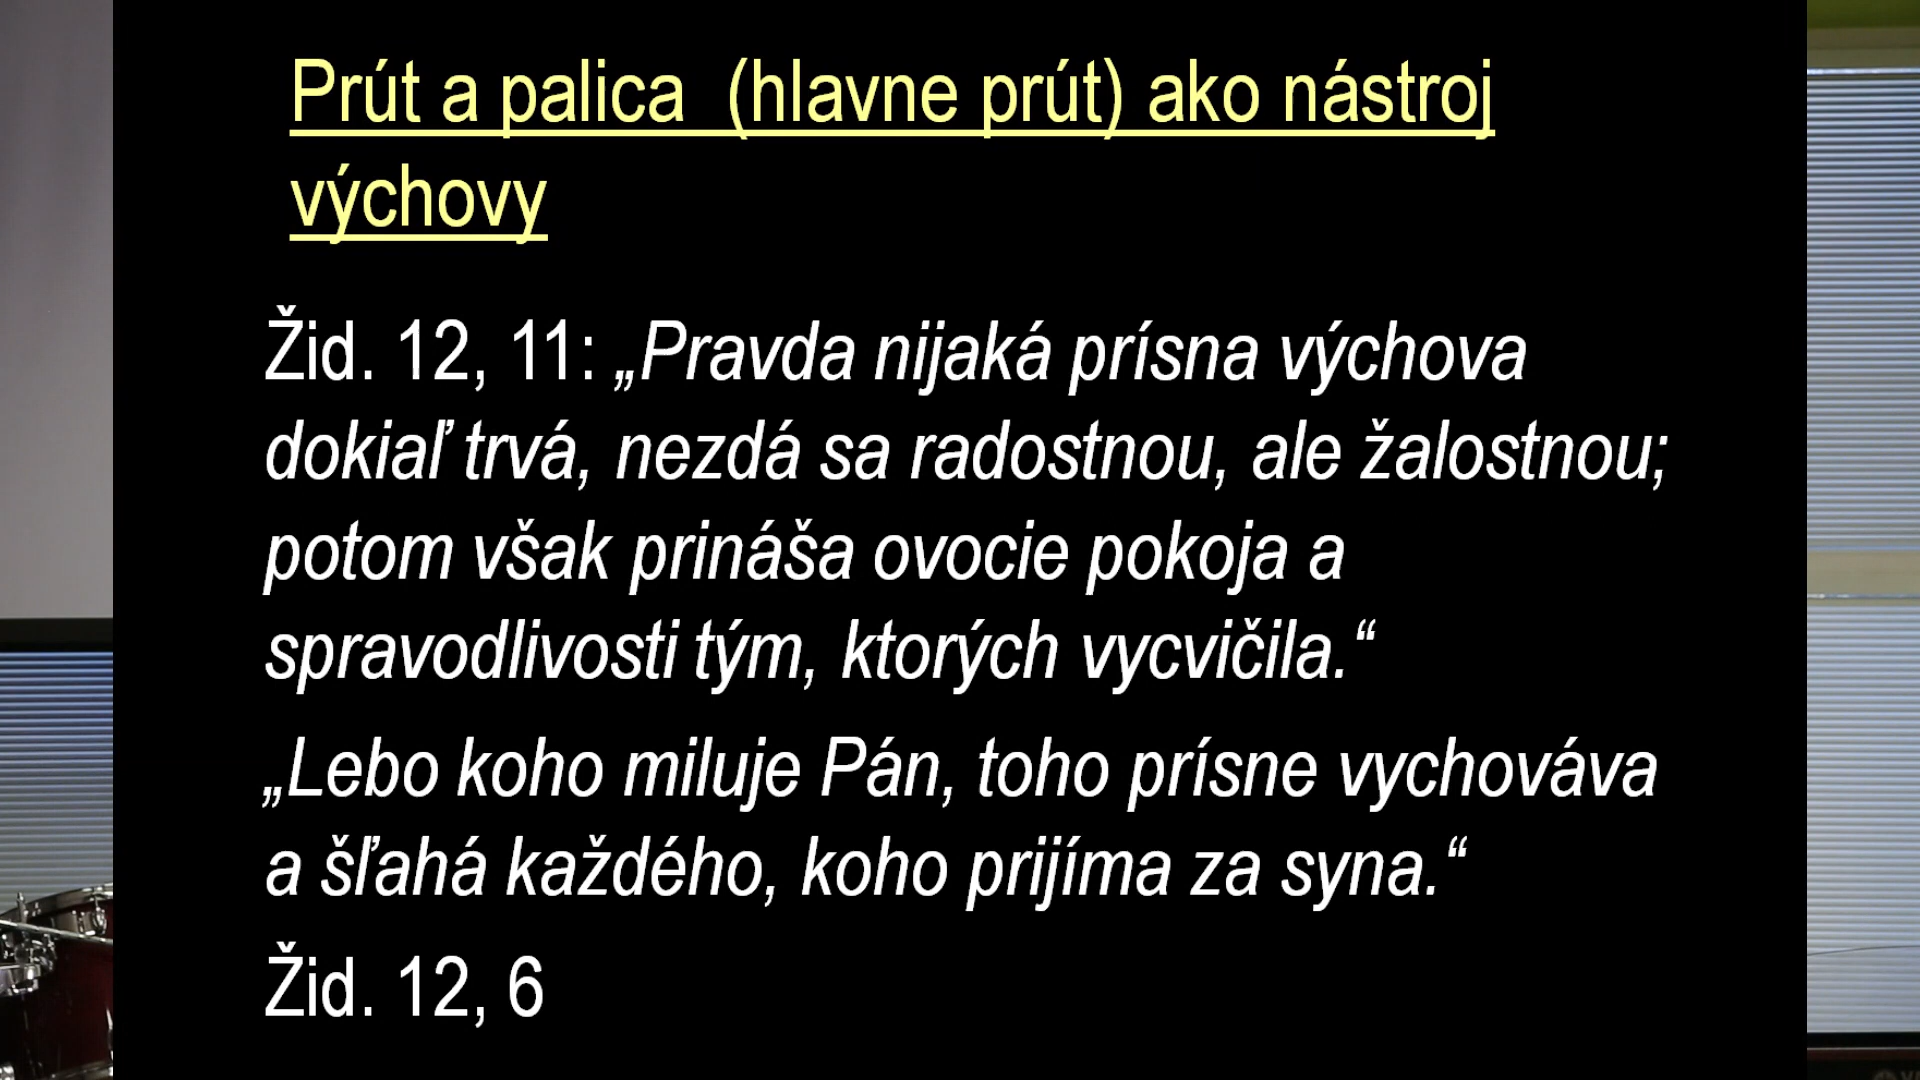 Prút a palica  (hlavne prút) ako nástroj
výchovy
Žid. 12, 11: „Pravda nijaká prísna výchova
dokiaľ trvá, nezdá sa radostnou, ale žalostnou;
potom však prináša ovocie pokoja a
spravodlivosti tým, ktorých vycvičila.“
„Lebo koho miluje Pán, toho prísne vychováva
a šľahá každého, koho prijíma za syna.“
Žid. 12, 6